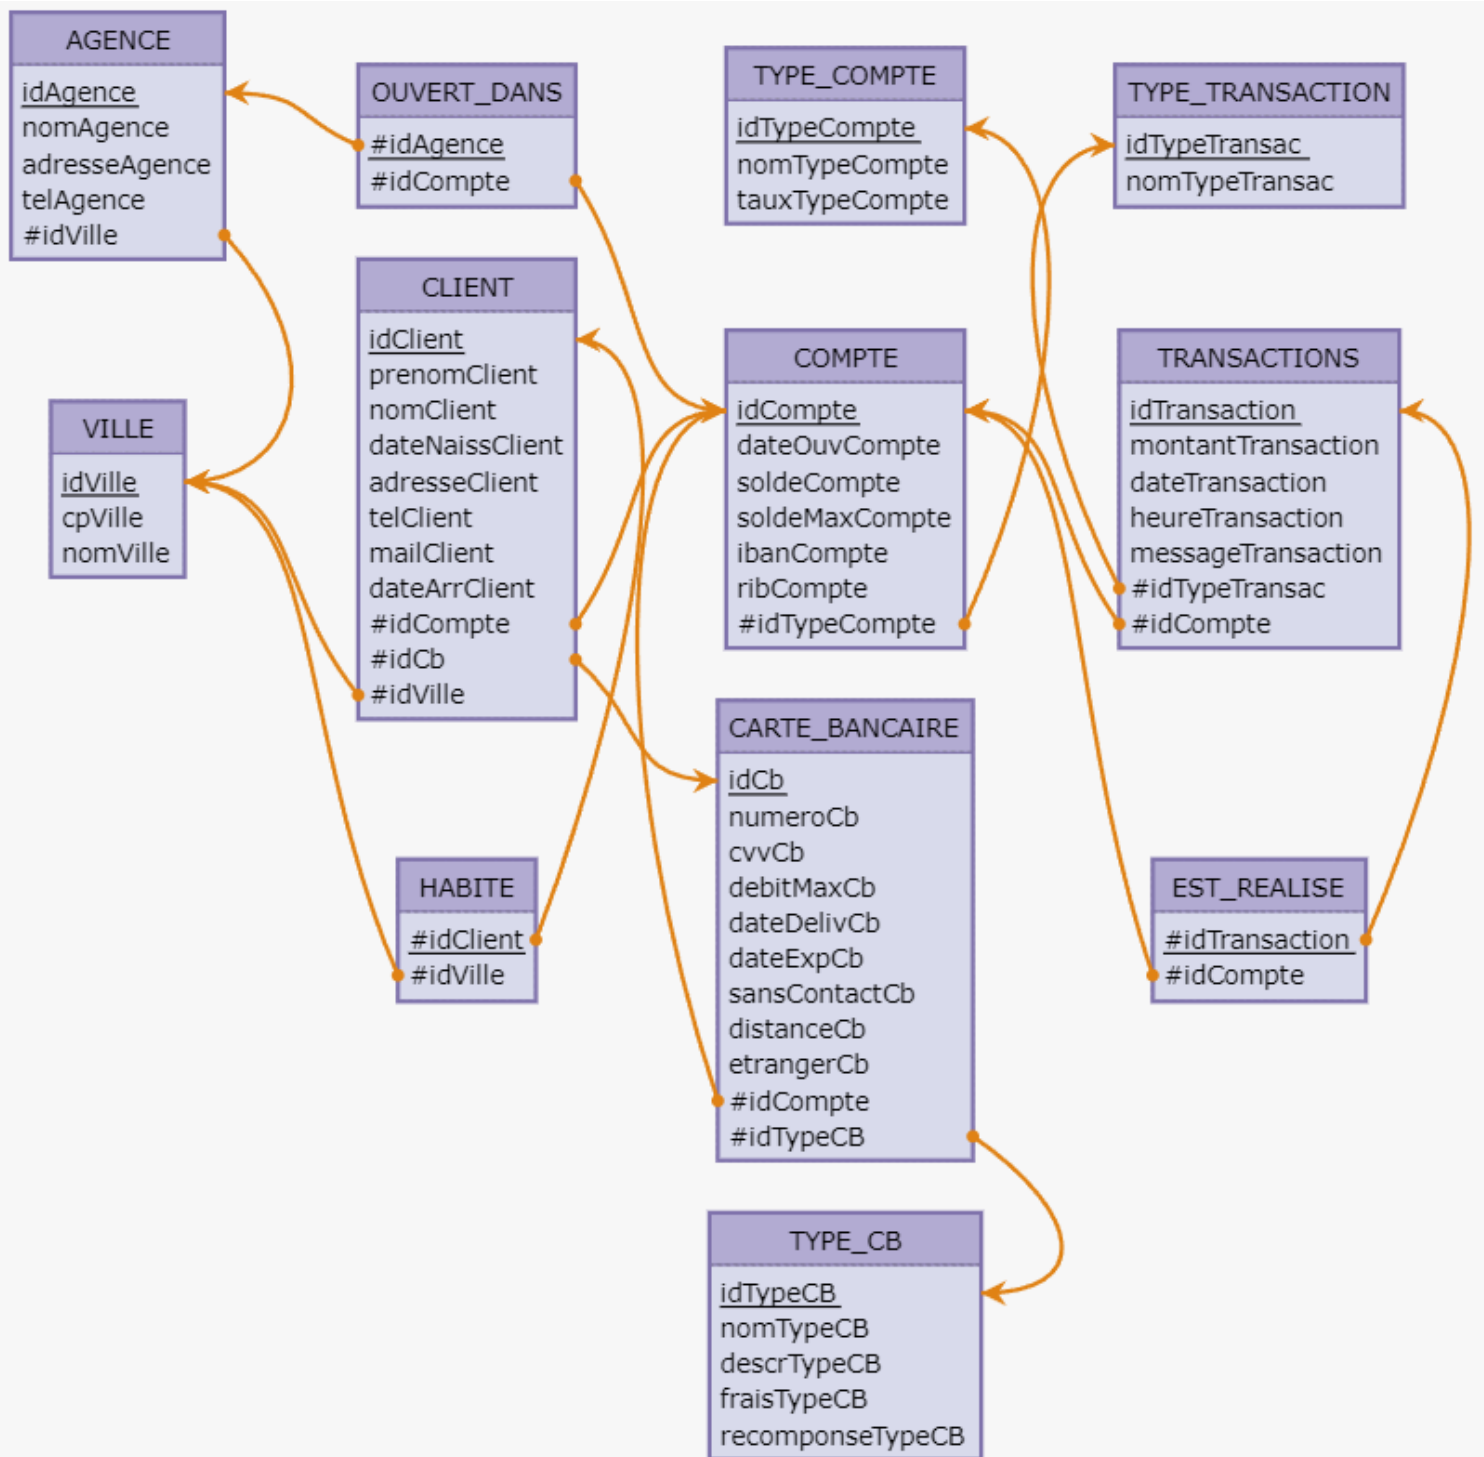 AGENCE
idAgence
nomAgence
adresseAgence
telAgence
#idVille
OUVERT_DANS
#idAgence
#idCompte
TYPE_COMPTE
idTypeCompte
nomTypeCompte
tauxTypeCompte
TYPE_TRANSACTION
idTypeTransac
nomTypeTransac
VILLE
idVille
cpVille
nomVille
CLIENT
idClient
prenomClient
nomClient
dateNaissClient
adresseClient
telClient
mailClient
dateArrClient
#idCompte
#idCb
#idVille
COMPTE
idCompte
dateOuvCompte
soldeCompte
soldeMaxCompte
ibanCompte
ribCompte
#idTypeCompte
TRANSACTIONS
idTransaction
montantTransaction
dateTransaction
heureTransaction
messageTransaction
#idTypeTransac
#idCompte
HABITE
#idClient
#idVille
CARTE_BANCAIRE
idCb
numeroCb
cvvCb
debitMaxCb
dateDelivCb
dateExpCb
sansContactCb
distanceCb
etrangerCb
#idCompte
#idTypeCB
EST_REALISE
#idTransaction
#idCompte
TYPE_CB
idTypeCB
nomTypeCB
descrTypeCB
fraisTypeCB
recomponseTypeCB